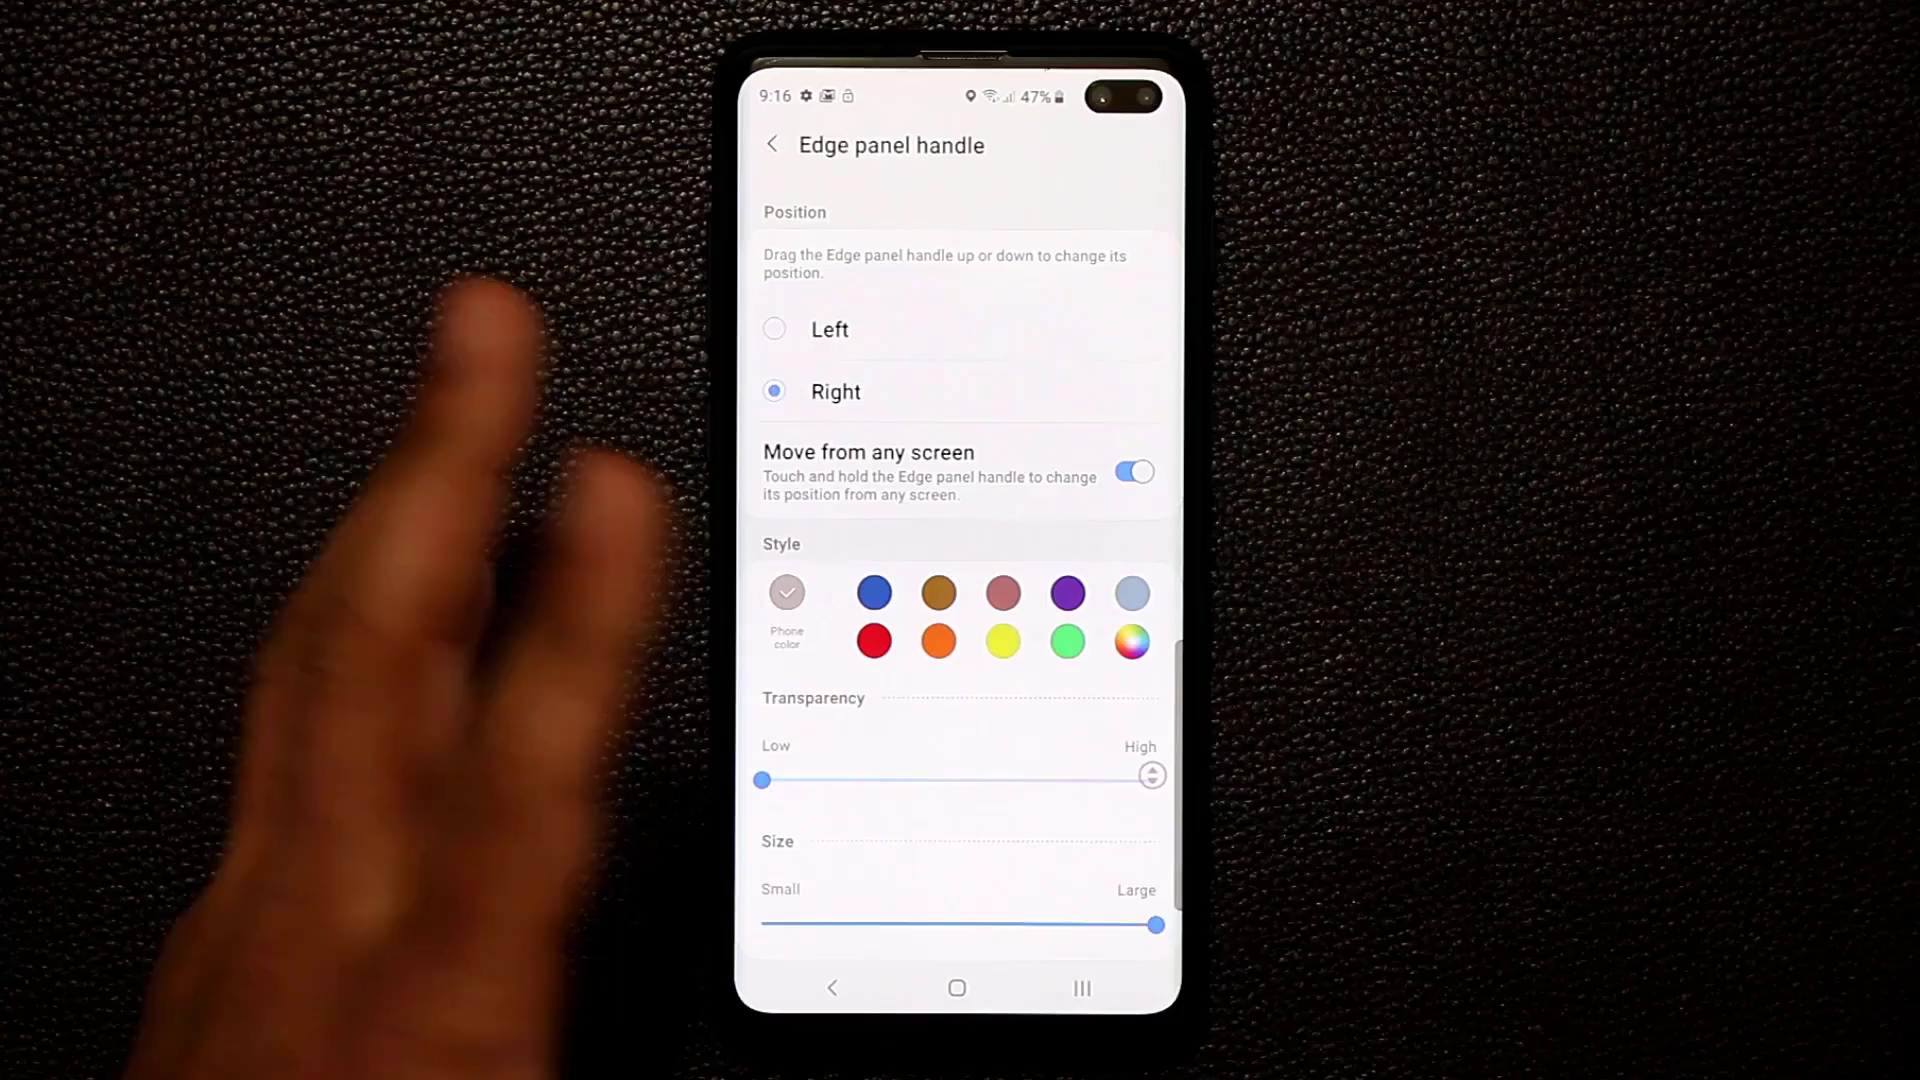 9:16 47%
Edge panel handle
Position
Drag the Edge panel handle up or down to change its
position.
Left
Right
Move from any screen
Touch and hold the Edge panel handle to change
its position from any screen.
Style
Phone
color
Transparency
Low High
Size
Small Large